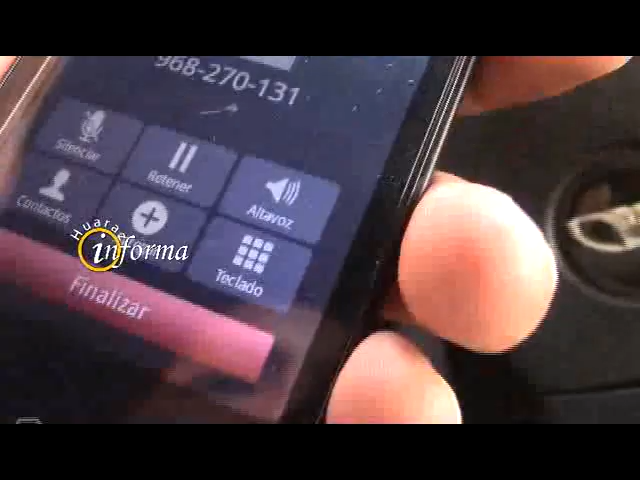 968-270-131
Silenciar
Retener
Altavoz
Contactos
Teclado
Finalizar
Huaraz
informa